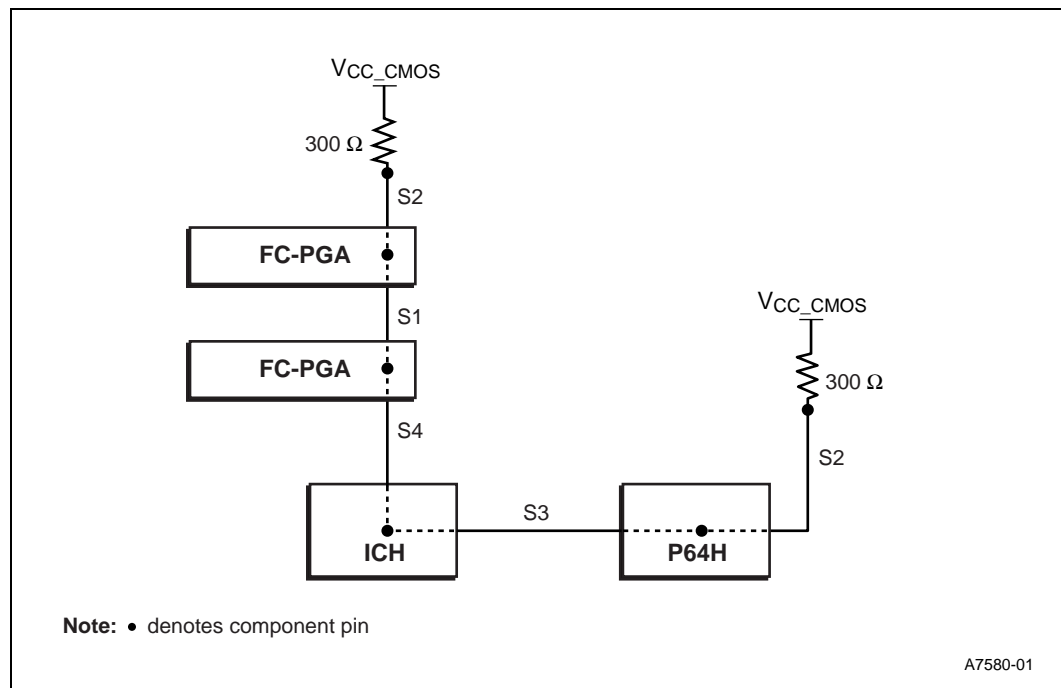 VCC_CMOS
300 Ω
S2
FC-PGA
S1
FC-PGA
S4
VCC_CMOS
300 Ω
S2
S3
ICH
P64H
Note: • denotes component pin
A7580-01